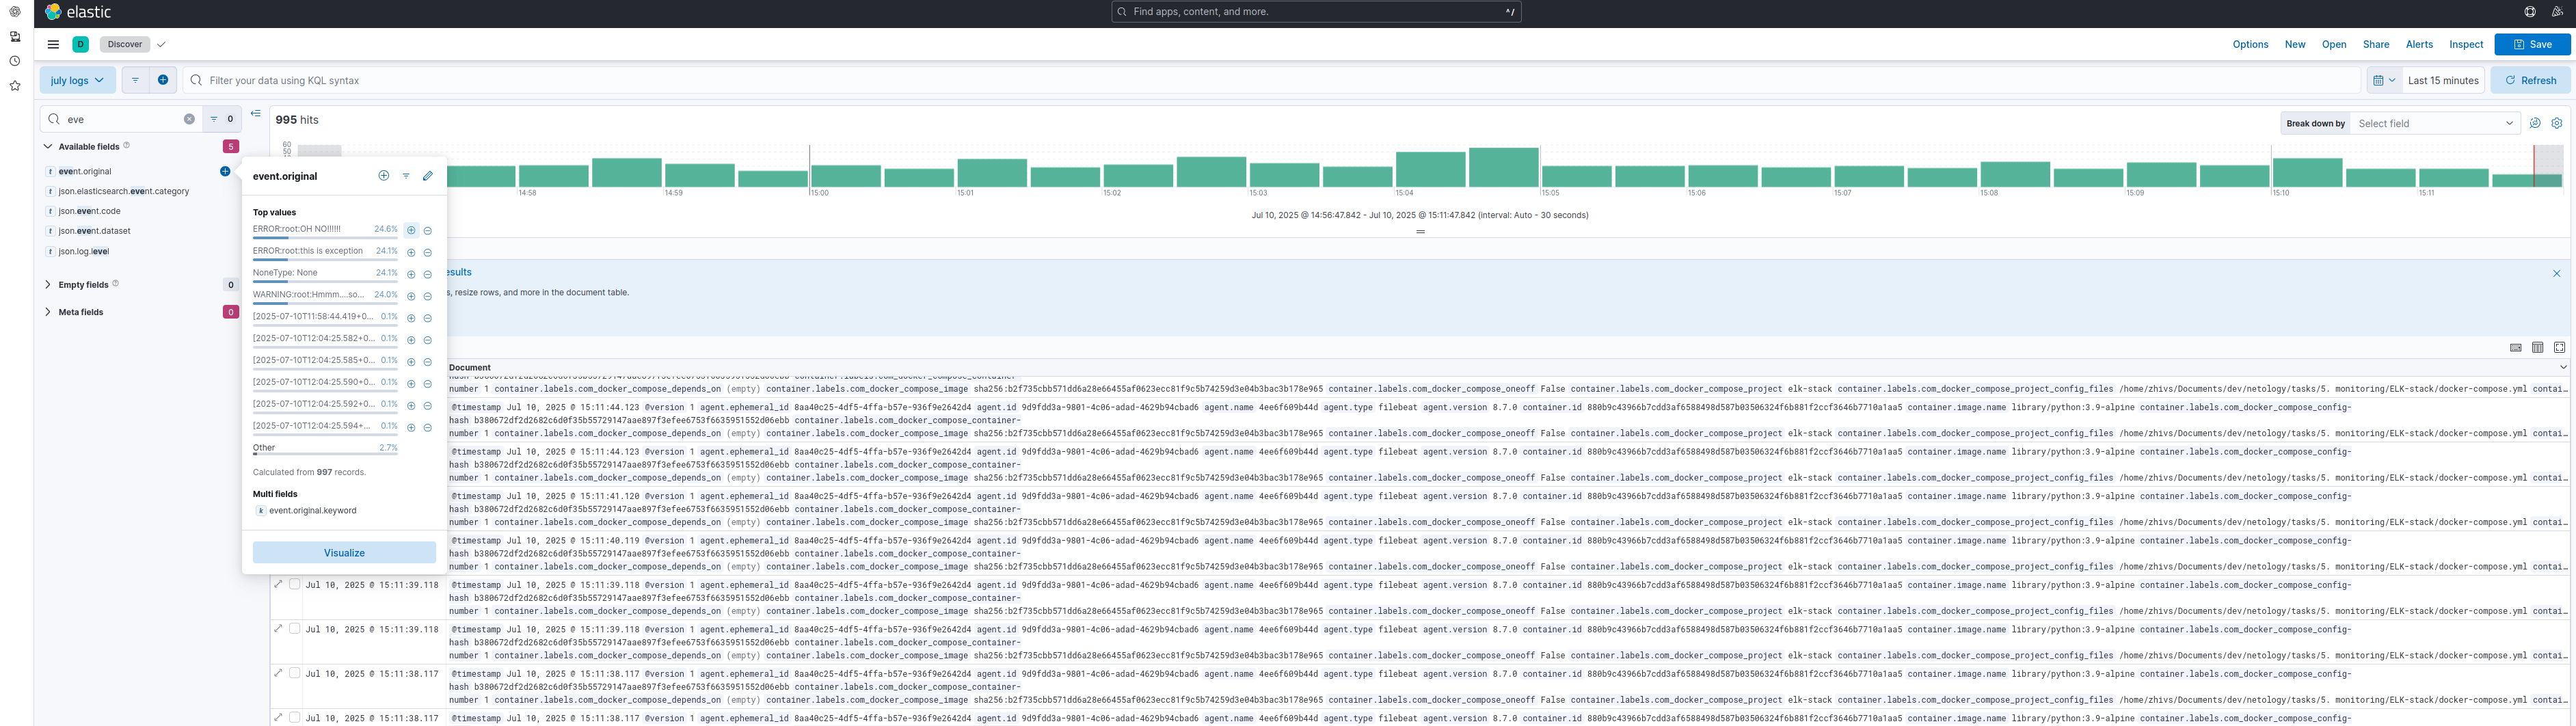 elastic
Find apps, content, and more. ^/
D Discover Options New Open Share Alerts Inspect Save
july logs Filter your data using KQL syntax Last 15 minutes Refresh
eve 0
995 hits Break down by Select field
Available fields 5
event.original
json.elasticsearch.event.category
json.event.code
json.event.dataset
json.log.level
Empty fields 0
Meta fields 0
60
50
14:58 14:59 15:00 15:01 15:02 15:03 15:04 15:05 15:06 15:07 15:08 15:09 15:10 15:11
Jul 10, 2025 @ 14:56:47.842 - Jul 10, 2025 @ 15:11:47.842 (interval: Auto - 30 seconds)
event.original
Top values
ERROR:root:OH NO!!!!!! 24.6%
ERROR:root:this is exception 24.1%
NoneType: None 24.1%
WARNING:root:Hmmm....so... 24.0%
[2025-07-10T11:58:44.419+0... 0.1%
[2025-07-10T12:04:25.582+0... 0.1%
[2025-07-10T12:04:25.585+0... 0.1%
[2025-07-10T12:04:25.590+0... 0.1%
[2025-07-10T12:04:25.592+0... 0.1%
[2025-07-10T12:04:25.594+... 0.1%
Other 2.7%
Calculated from 997 records.
Multi fields
event.original.keyword
Visualize
esults
s, resize rows, and more in the document table.
Document
number 1 container.labels.com_docker_compose_depends_on (empty) container.labels.com_docker_compose_image sha256:b2f735cbb571dd6a28e66455af0623ecc81f9c5b74259d3e04b3bac3b178e965 container.labels.com_docker_compose_oneoff False container.labels.com_docker_compose_project elk-stack container.labels.com_docker_compose_project_config_files /home/zhivs/Documents/dev/netology/tasks/5. monitoring/ELK-stack/docker-compose.yml contai…
@timestamp Jul 10, 2025 @ 15:11:44.123 @version 1 agent.ephemeral_id 8aa40c25-4df5-4ffa-b57e-936f9e2642d4 agent.id 9d9fdd3a-9801-4c06-adad-4629b94cbad6 agent.name 4ee6f609b44d agent.type filebeat agent.version 8.7.0 container.id 880b9c43966b7cdd3af6588498d587b03506324f6b881f2ccf3646b7710a1aa5 container.image.name library/python:3.9-alpine container.labels.com_docker_compose_config-
hash b380672df2d2682c6d0f35b55729147aae897f3efee6753f6635951552d06ebb container.labels.com_docker_compose_container-
number 1 container.labels.com_docker_compose_depends_on (empty) container.labels.com_docker_compose_image sha256:b2f735cbb571dd6a28e66455af0623ecc81f9c5b74259d3e04b3bac3b178e965 container.labels.com_docker_compose_oneoff False container.labels.com_docker_compose_project elk-stack container.labels.com_docker_compose_project_config_files /home/zhivs/Documents/dev/netology/tasks/5. monitoring/ELK-stack/docker-compose.yml contai…
@timestamp Jul 10, 2025 @ 15:11:44.123 @version 1 agent.ephemeral_id 8aa40c25-4df5-4ffa-b57e-936f9e2642d4 agent.id 9d9fdd3a-9801-4c06-adad-4629b94cbad6 agent.name 4ee6f609b44d agent.type filebeat agent.version 8.7.0 container.id 880b9c43966b7cdd3af6588498d587b03506324f6b881f2ccf3646b7710a1aa5 container.image.name library/python:3.9-alpine container.labels.com_docker_compose_config-
hash b380672df2d2682c6d0f35b55729147aae897f3efee6753f6635951552d06ebb container.labels.com_docker_compose_container-
number 1 container.labels.com_docker_compose_depends_on (empty) container.labels.com_docker_compose_image sha256:b2f735cbb571dd6a28e66455af0623ecc81f9c5b74259d3e04b3bac3b178e965 container.labels.com_docker_compose_oneoff False container.labels.com_docker_compose_project elk-stack container.labels.com_docker_compose_project_config_files /home/zhivs/Documents/dev/netology/tasks/5. monitoring/ELK-stack/docker-compose.yml contai…
@timestamp Jul 10, 2025 @ 15:11:41.120 @version 1 agent.ephemeral_id 8aa40c25-4df5-4ffa-b57e-936f9e2642d4 agent.id 9d9fdd3a-9801-4c06-adad-4629b94cbad6 agent.name 4ee6f609b44d agent.type filebeat agent.version 8.7.0 container.id 880b9c43966b7cdd3af6588498d587b03506324f6b881f2ccf3646b7710a1aa5 container.image.name library/python:3.9-alpine container.labels.com_docker_compose_config-
hash b380672df2d2682c6d0f35b55729147aae897f3efee6753f6635951552d06ebb container.labels.com_docker_compose_container-
number 1 container.labels.com_docker_compose_depends_on (empty) container.labels.com_docker_compose_image sha256:b2f735cbb571dd6a28e66455af0623ecc81f9c5b74259d3e04b3bac3b178e965 container.labels.com_docker_compose_oneoff False container.labels.com_docker_compose_project elk-stack container.labels.com_docker_compose_project_config_files /home/zhivs/Documents/dev/netology/tasks/5. monitoring/ELK-stack/docker-compose.yml contai…
@timestamp Jul 10, 2025 @ 15:11:40.119 @version 1 agent.ephemeral_id 8aa40c25-4df5-4ffa-b57e-936f9e2642d4 agent.id 9d9fdd3a-9801-4c06-adad-4629b94cbad6 agent.name 4ee6f609b44d agent.type filebeat agent.version 8.7.0 container.id 880b9c43966b7cdd3af6588498d587b03506324f6b881f2ccf3646b7710a1aa5 container.image.name library/python:3.9-alpine container.labels.com_docker_compose_config-
hash b380672df2d2682c6d0f35b55729147aae897f3efee6753f6635951552d06ebb container.labels.com_docker_compose_container-
number 1 container.labels.com_docker_compose_depends_on (empty) container.labels.com_docker_compose_image sha256:b2f735cbb571dd6a28e66455af0623ecc81f9c5b74259d3e04b3bac3b178e965 container.labels.com_docker_compose_oneoff False container.labels.com_docker_compose_project elk-stack container.labels.com_docker_compose_project_config_files /home/zhivs/Documents/dev/netology/tasks/5. monitoring/ELK-stack/docker-compose.yml contai…
Jul 10, 2025 @ 15:11:39.118 @timestamp Jul 10, 2025 @ 15:11:39.118 @version 1 agent.ephemeral_id 8aa40c25-4df5-4ffa-b57e-936f9e2642d4 agent.id 9d9fdd3a-9801-4c06-adad-4629b94cbad6 agent.name 4ee6f609b44d agent.type filebeat agent.version 8.7.0 container.id 880b9c43966b7cdd3af6588498d587b03506324f6b881f2ccf3646b7710a1aa5 container.image.name library/python:3.9-alpine container.labels.com_docker_compose_config-
hash b380672df2d2682c6d0f35b55729147aae897f3efee6753f6635951552d06ebb container.labels.com_docker_compose_container-
number 1 container.labels.com_docker_compose_depends_on (empty) container.labels.com_docker_compose_image sha256:b2f735cbb571dd6a28e66455af0623ecc81f9c5b74259d3e04b3bac3b178e965 container.labels.com_docker_compose_oneoff False container.labels.com_docker_compose_project elk-stack container.labels.com_docker_compose_project_config_files /home/zhivs/Documents/dev/netology/tasks/5. monitoring/ELK-stack/docker-compose.yml contai…
Jul 10, 2025 @ 15:11:39.118 @timestamp Jul 10, 2025 @ 15:11:39.118 @version 1 agent.ephemeral_id 8aa40c25-4df5-4ffa-b57e-936f9e2642d4 agent.id 9d9fdd3a-9801-4c06-adad-4629b94cbad6 agent.name 4ee6f609b44d agent.type filebeat agent.version 8.7.0 container.id 880b9c43966b7cdd3af6588498d587b03506324f6b881f2ccf3646b7710a1aa5 container.image.name library/python:3.9-alpine container.labels.com_docker_compose_config-
hash b380672df2d2682c6d0f35b55729147aae897f3efee6753f6635951552d06ebb container.labels.com_docker_compose_container-
number 1 container.labels.com_docker_compose_depends_on (empty) container.labels.com_docker_compose_image sha256:b2f735cbb571dd6a28e66455af0623ecc81f9c5b74259d3e04b3bac3b178e965 container.labels.com_docker_compose_oneoff False container.labels.com_docker_compose_project elk-stack container.labels.com_docker_compose_project_config_files /home/zhivs/Documents/dev/netology/tasks/5. monitoring/ELK-stack/docker-compose.yml contai…
Jul 10, 2025 @ 15:11:38.117 @timestamp Jul 10, 2025 @ 15:11:38.117 @version 1 agent.ephemeral_id 8aa40c25-4df5-4ffa-b57e-936f9e2642d4 agent.id 9d9fdd3a-9801-4c06-adad-4629b94cbad6 agent.name 4ee6f609b44d agent.type filebeat agent.version 8.7.0 container.id 880b9c43966b7cdd3af6588498d587b03506324f6b881f2ccf3646b7710a1aa5 container.image.name library/python:3.9-alpine container.labels.com_docker_compose_config-
hash b380672df2d2682c6d0f35b55729147aae897f3efee6753f6635951552d06ebb container.labels.com_docker_compose_container-
number 1 container.labels.com_docker_compose_depends_on (empty) container.labels.com_docker_compose_image sha256:b2f735cbb571dd6a28e66455af0623ecc81f9c5b74259d3e04b3bac3b178e965 container.labels.com_docker_compose_oneoff False container.labels.com_docker_compose_project elk-stack container.labels.com_docker_compose_project_config_files /home/zhivs/Documents/dev/netology/tasks/5. monitoring/ELK-stack/docker-compose.yml contai…
Jul 10, 2025 @ 15:11:38.117 @timestamp Jul 10, 2025 @ 15:11:38.117 @version 1 agent.ephemeral_id 8aa40c25-4df5-4ffa-b57e-936f9e2642d4 agent.id 9d9fdd3a-9801-4c06-adad-4629b94cbad6 agent.name 4ee6f609b44d agent.type filebeat agent.version 8.7.0 container.id 880b9c43966b7cdd3af6588498d587b03506324f6b881f2ccf3646b7710a1aa5 container.image.name library/python:3.9-alpine container.labels.com_docker_compose_config-